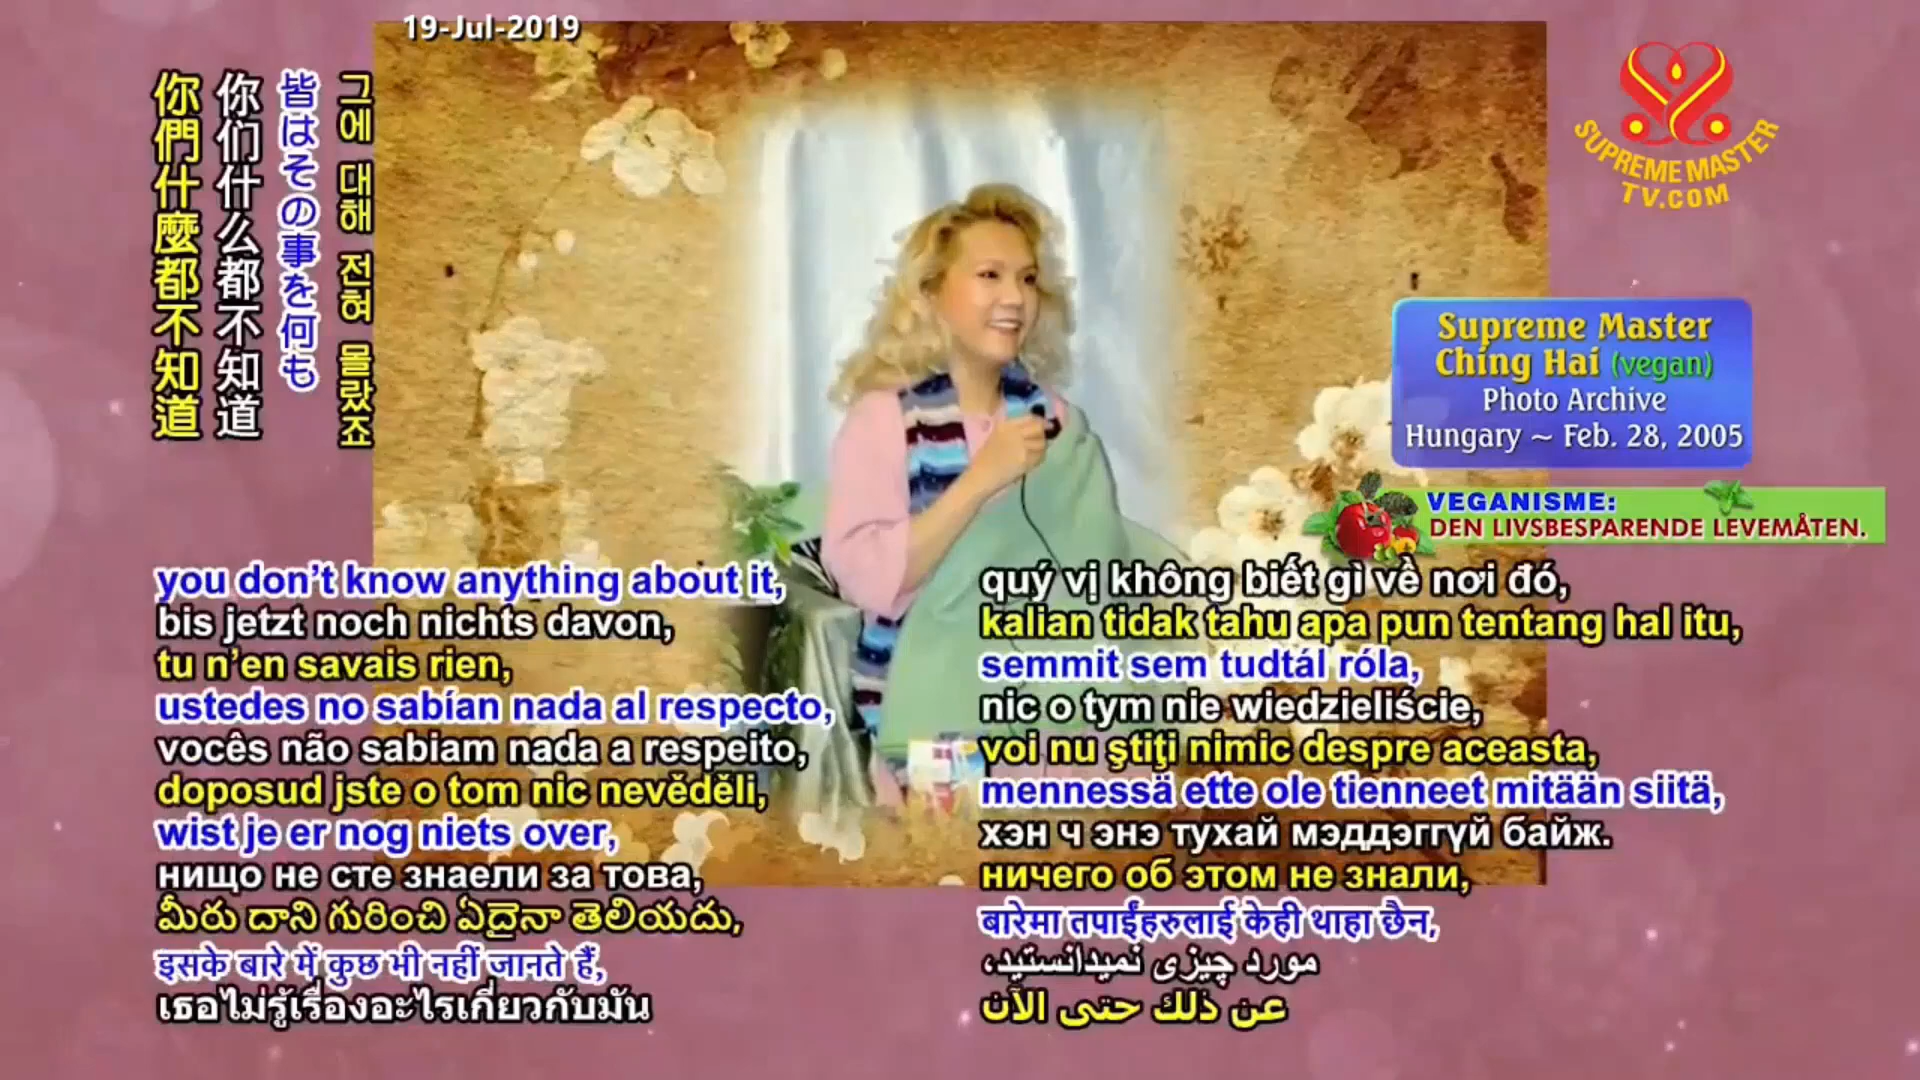 19-Jul-2019
你們什麼都不知道
你们什么都不知道
皆はその事を何も
그에 대해 전혀 몰랐죠
SUPREME MASTER
TV.COM
Supreme Master
Ching Hai (vegan)
Photo Archive
Hungary ~ Feb. 28, 2005
VEGANISME:
DEN LIVSBESPARENDE LEVEMÅTEN.
you don't know anything about it,
bis jetzt noch nichts davon,
tu n'en savais rien,
ustedes no sabían nada al respecto,
vocês não sabiam nada a respeito,
doposud jste o tom nic nevěděli,
wist je er nog niets over,
нищо не сте знаели за това,
మీరు దాని గురించి ఏదైనా తెలియదు,
इसके बारे में कुछ भी नहीं जानते हैं,
เธอไม่รู้เรื่องอะไรเกี่ยวกับมัน
quý vị không biết gì về nơi đó,
kalian tidak tahu apa pun tentang hal itu,
semmit sem tudtál róla,
nic o tym nie wiedzieliście,
voi nu ştiţi nimic despre aceasta,
mennessä ette ole tienneet mitään siitä,
хэн ч энэ тухай мэддэггүй байж.
ничего об этом не знали,
बारेमा तपाईंहरुलाई केही थाहा छैन,
مورد چیزی نمیدانستید،
عن ذلك حتى الآن